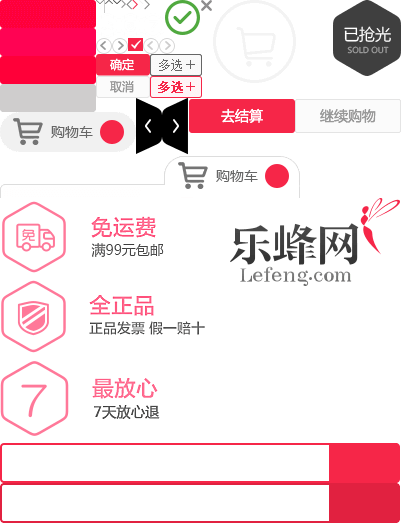 已抢光
SOLD OUT
确定
多选
取消
多选
去结算
继续购物
购物车
购物车
免
免运费
满99元包邮
乐蜂网
Lefeng.com
全正品
正品发票 假一赔十
7
最放心
7天放心退